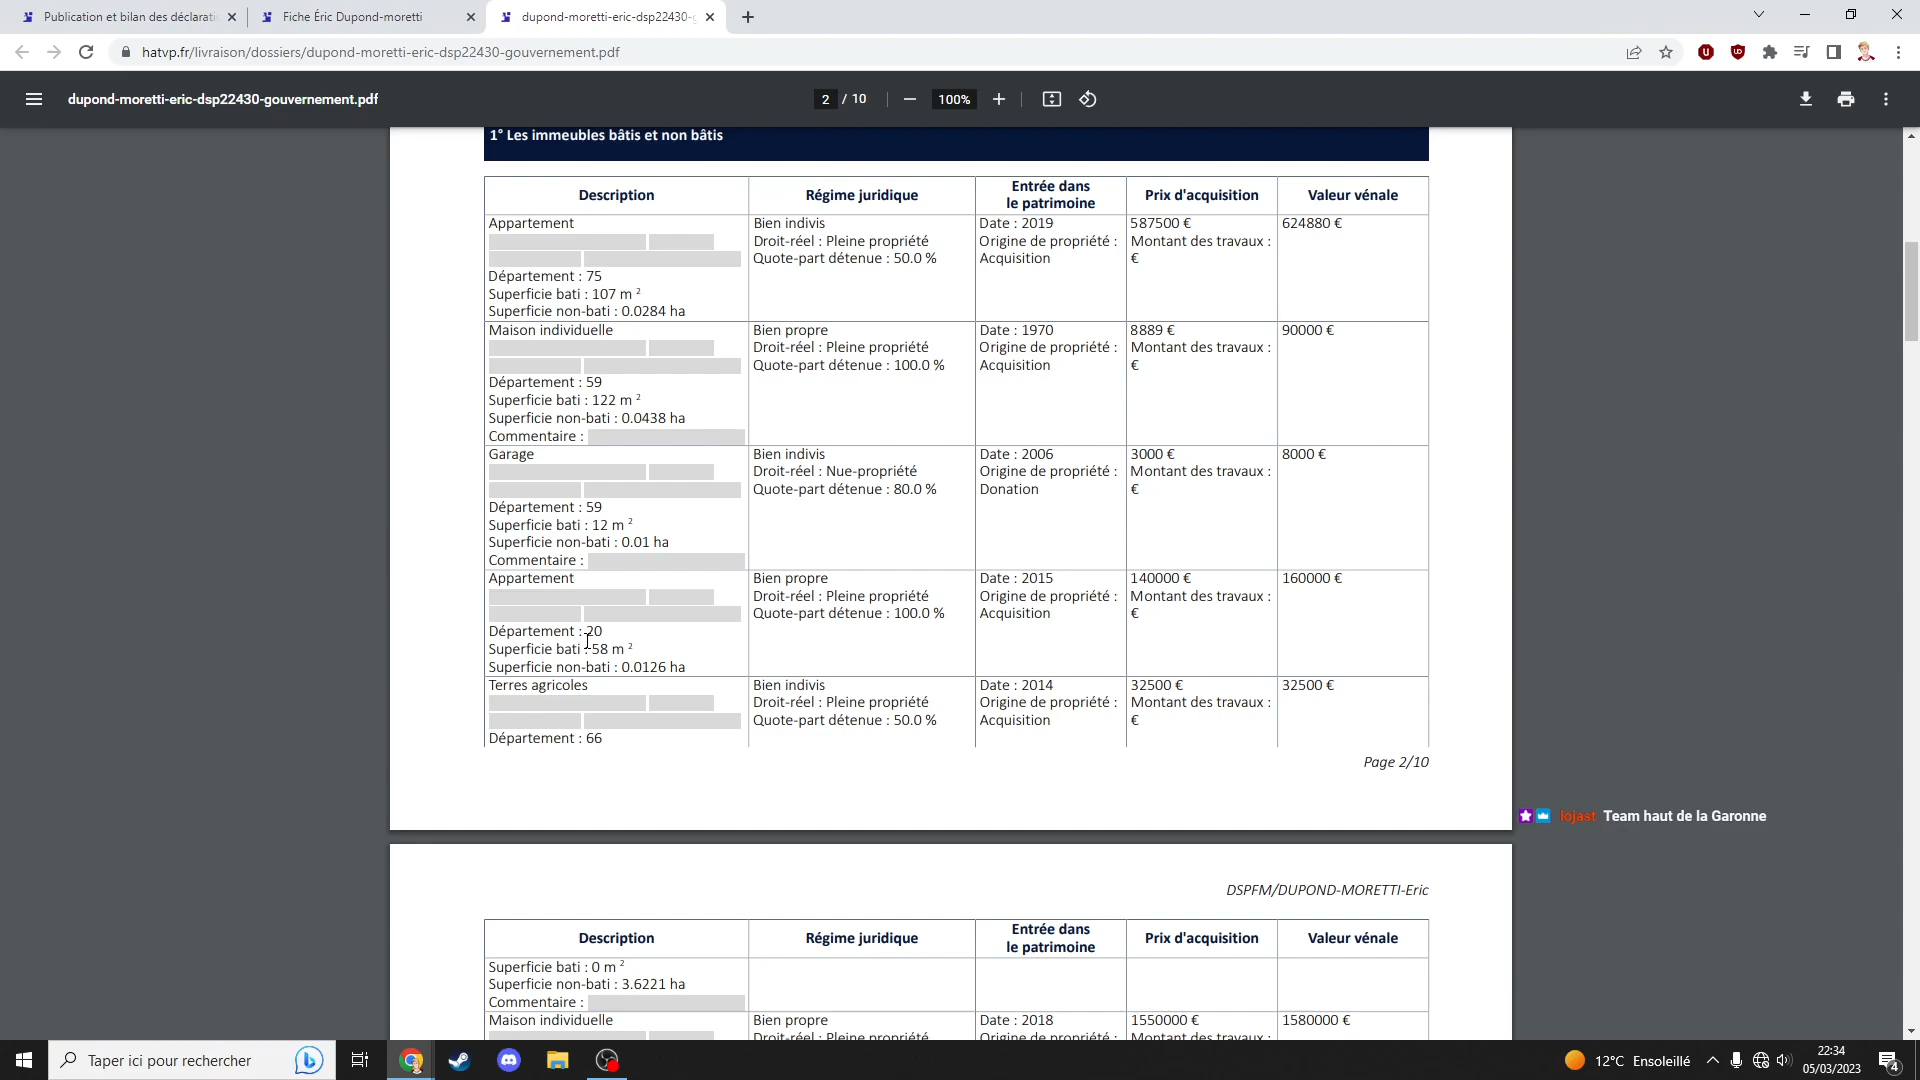 Publication et bilan des déclarati
Fiche Éric Dupond-moretti
dupond-moretti-eric-dsp22430-g
hatvp.fr/livraison/dossiers/dupond-moretti-eric-dsp22430-gouvernement.pdf
dupond-moretti-eric-dsp22430-gouvernement.pdf
2 / 10
100%
1° Les immeubles bâtis et non bâtis
Description Régime juridique Entrée dans le patrimoine Prix d'acquisition Valeur vénale
Appartement Bien indivis Date : 2019 587500 € 624880 €
Droit-réel : Pleine propriété Origine de propriété : Montant des travaux :
Quote-part détenue : 50.0 % Acquisition €
Département : 75
Superficie bati : 107 m 2
Superficie non-bati : 0.0284 ha
Maison individuelle Bien propre Date : 1970 8889 € 90000 €
Droit-réel : Pleine propriété Origine de propriété : Montant des travaux :
Quote-part détenue : 100.0 % Acquisition €
Département : 59
Superficie bati : 122 m 2
Superficie non-bati : 0.0438 ha
Commentaire :
Garage Bien indivis Date : 2006 3000 € 8000 €
Droit-réel : Nue-propriété Origine de propriété : Montant des travaux :
Quote-part détenue : 80.0 % Donation €
Département : 59
Superficie bati : 12 m 2
Superficie non-bati : 0.01 ha
Commentaire :
Appartement Bien propre Date : 2015 140000 € 160000 €
Droit-réel : Pleine propriété Origine de propriété : Montant des travaux :
Quote-part détenue : 100.0 % Acquisition €
Département : 20
Superficie bati : 58 m 2
Superficie non-bati : 0.0126 ha
Terres agricoles Bien indivis Date : 2014 32500 € 32500 €
Droit-réel : Pleine propriété Origine de propriété : Montant des travaux :
Quote-part détenue : 50.0 % Acquisition €
Département : 66
Page 2/10
lojast Team haut de la Garonne
DSPFM/DUPOND-MORETTI-Eric
Description Régime juridique Entrée dans le patrimoine Prix d'acquisition Valeur vénale
Superficie bati : 0 m 2
Superficie non-bati : 3.6221 ha
Commentaire :
Maison individuelle Bien propre Date : 2018 1550000 € 1580000 €
Droit-réel : Pleine propriété Origine de propriété : Montant des travaux :
Taper ici pour rechercher
12°C Ensoleillé
22:34
05/03/2023
4